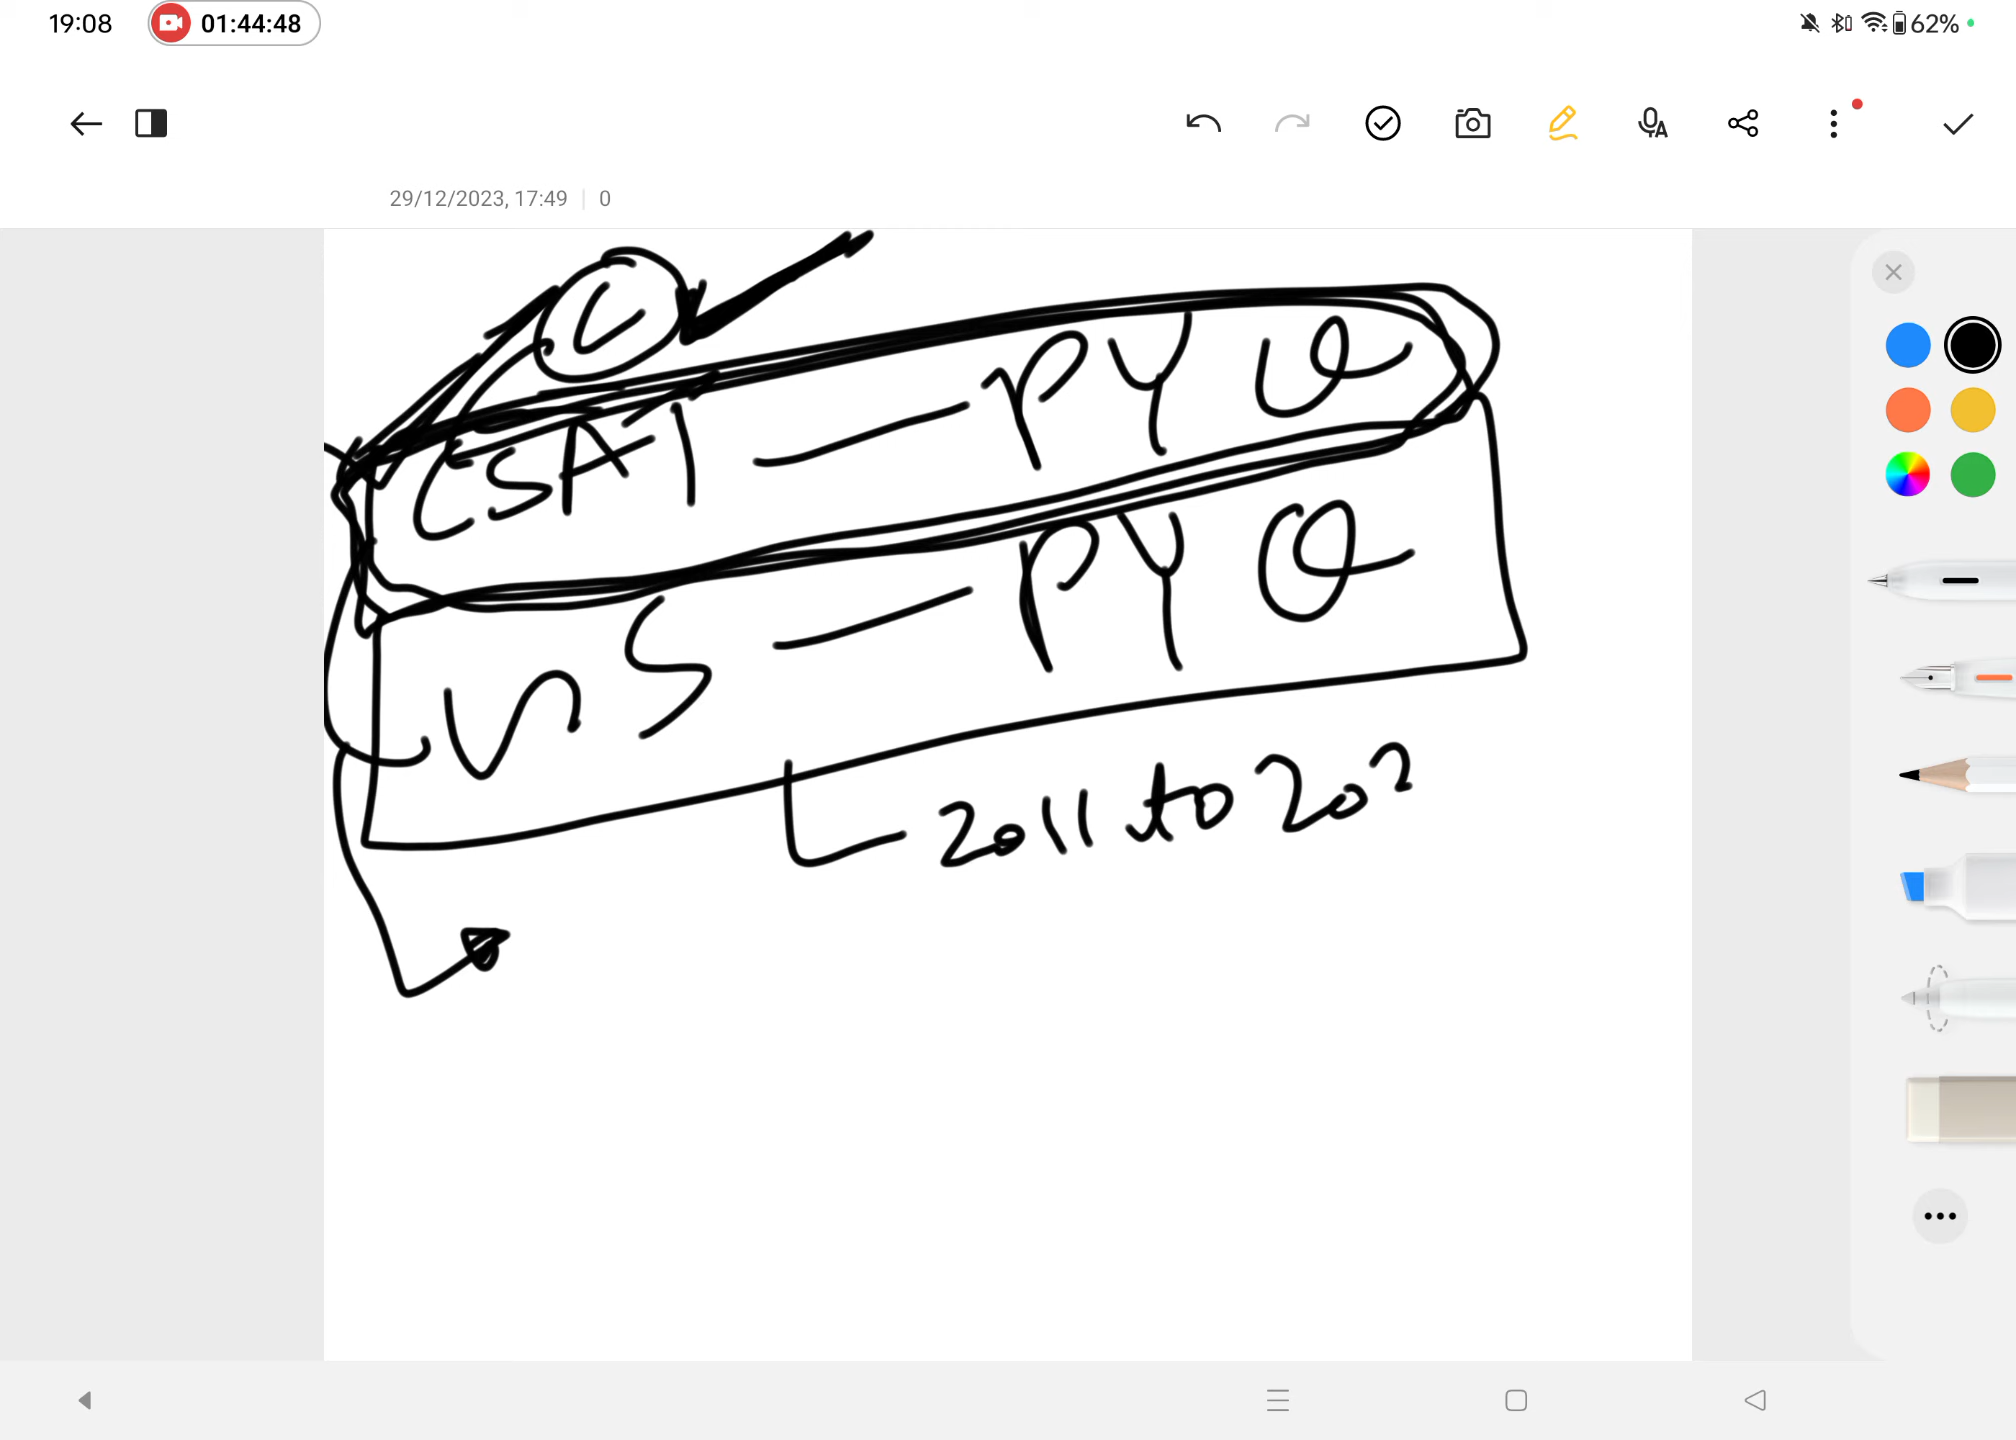 19:08 01:44:48 62%
29/12/2023, 17:49 | 0
C
CSAT — PYQ
GS — PYQ
2011 to 202
A